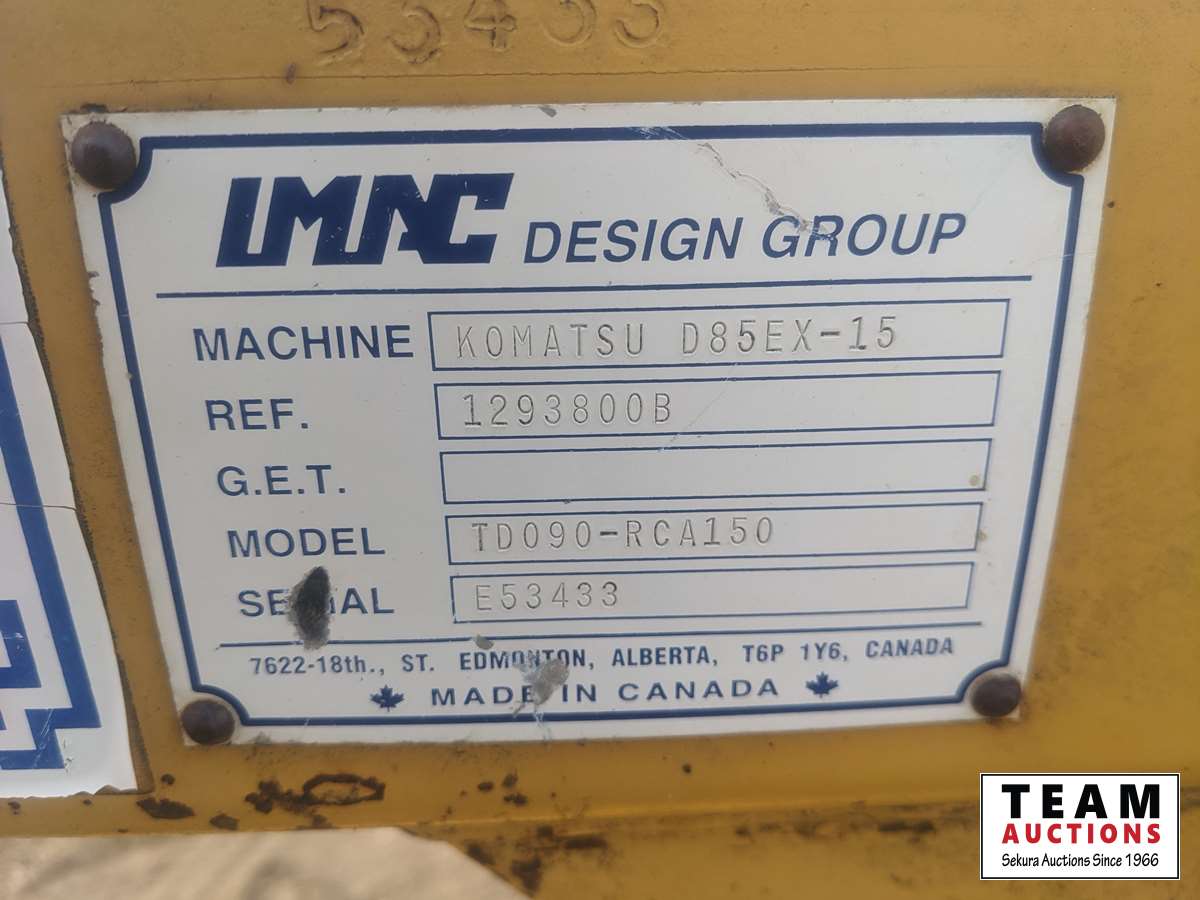 53433
IMAC DESIGN GROUP
MACHINE KOMATSU D85EX-15
REF. 1293800B
G.E.T.
MODEL TD090-RCA150
SERIAL E53433
7622-18th., ST. EDMONTON, ALBERTA, T6P 1Y6, CANADA
MADE IN CANADA
TEAM
AUCTIONS
Sekura Auctions Since 1966